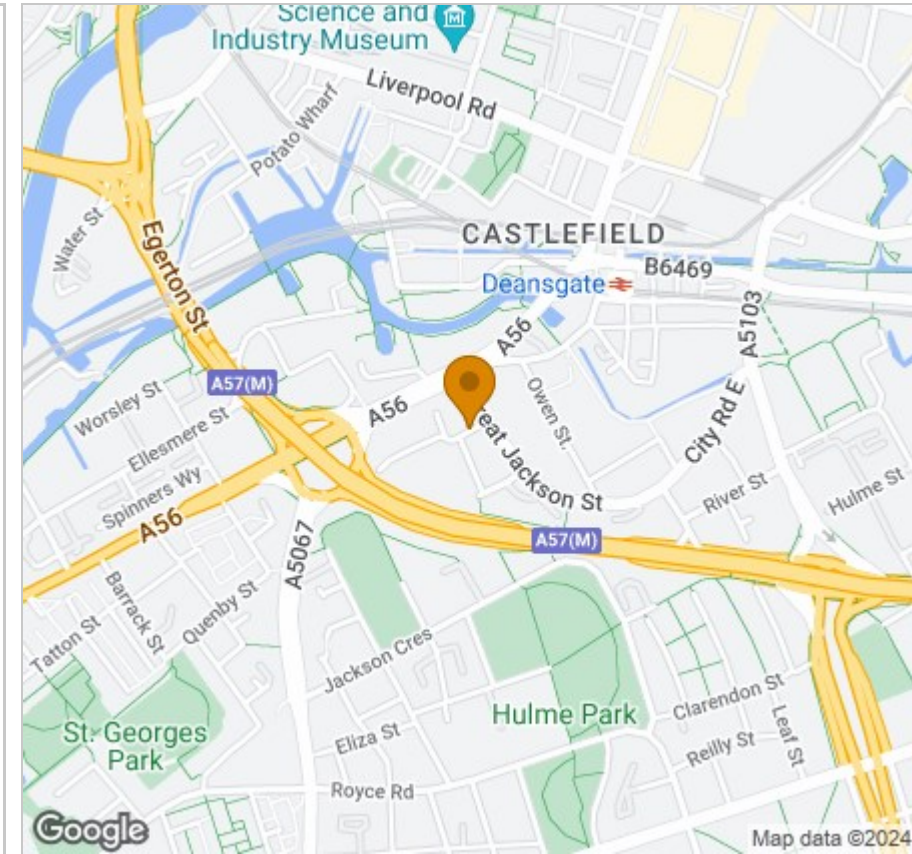 Science and
Industry Museum
M
Liverpool Rd
Potato Wharf
Water St
Egerton St
CASTLEFIELD
B6469
Deansgate
A56
A5103
A57(M)
Worsley St
Ellesmere St
A56
Owen St.
City Rd E
reat Jackson St
Spinners Wy
A56
River St
Hulme St
A57(M)
A5067
Barrack St
Quenby St
Tatton St
Jackson Cres
Hulme Park
Clarendon St
Leaf St
St. Georges
Park
Eliza St
Reilly St
Royce Rd
Google
Map data ©2024